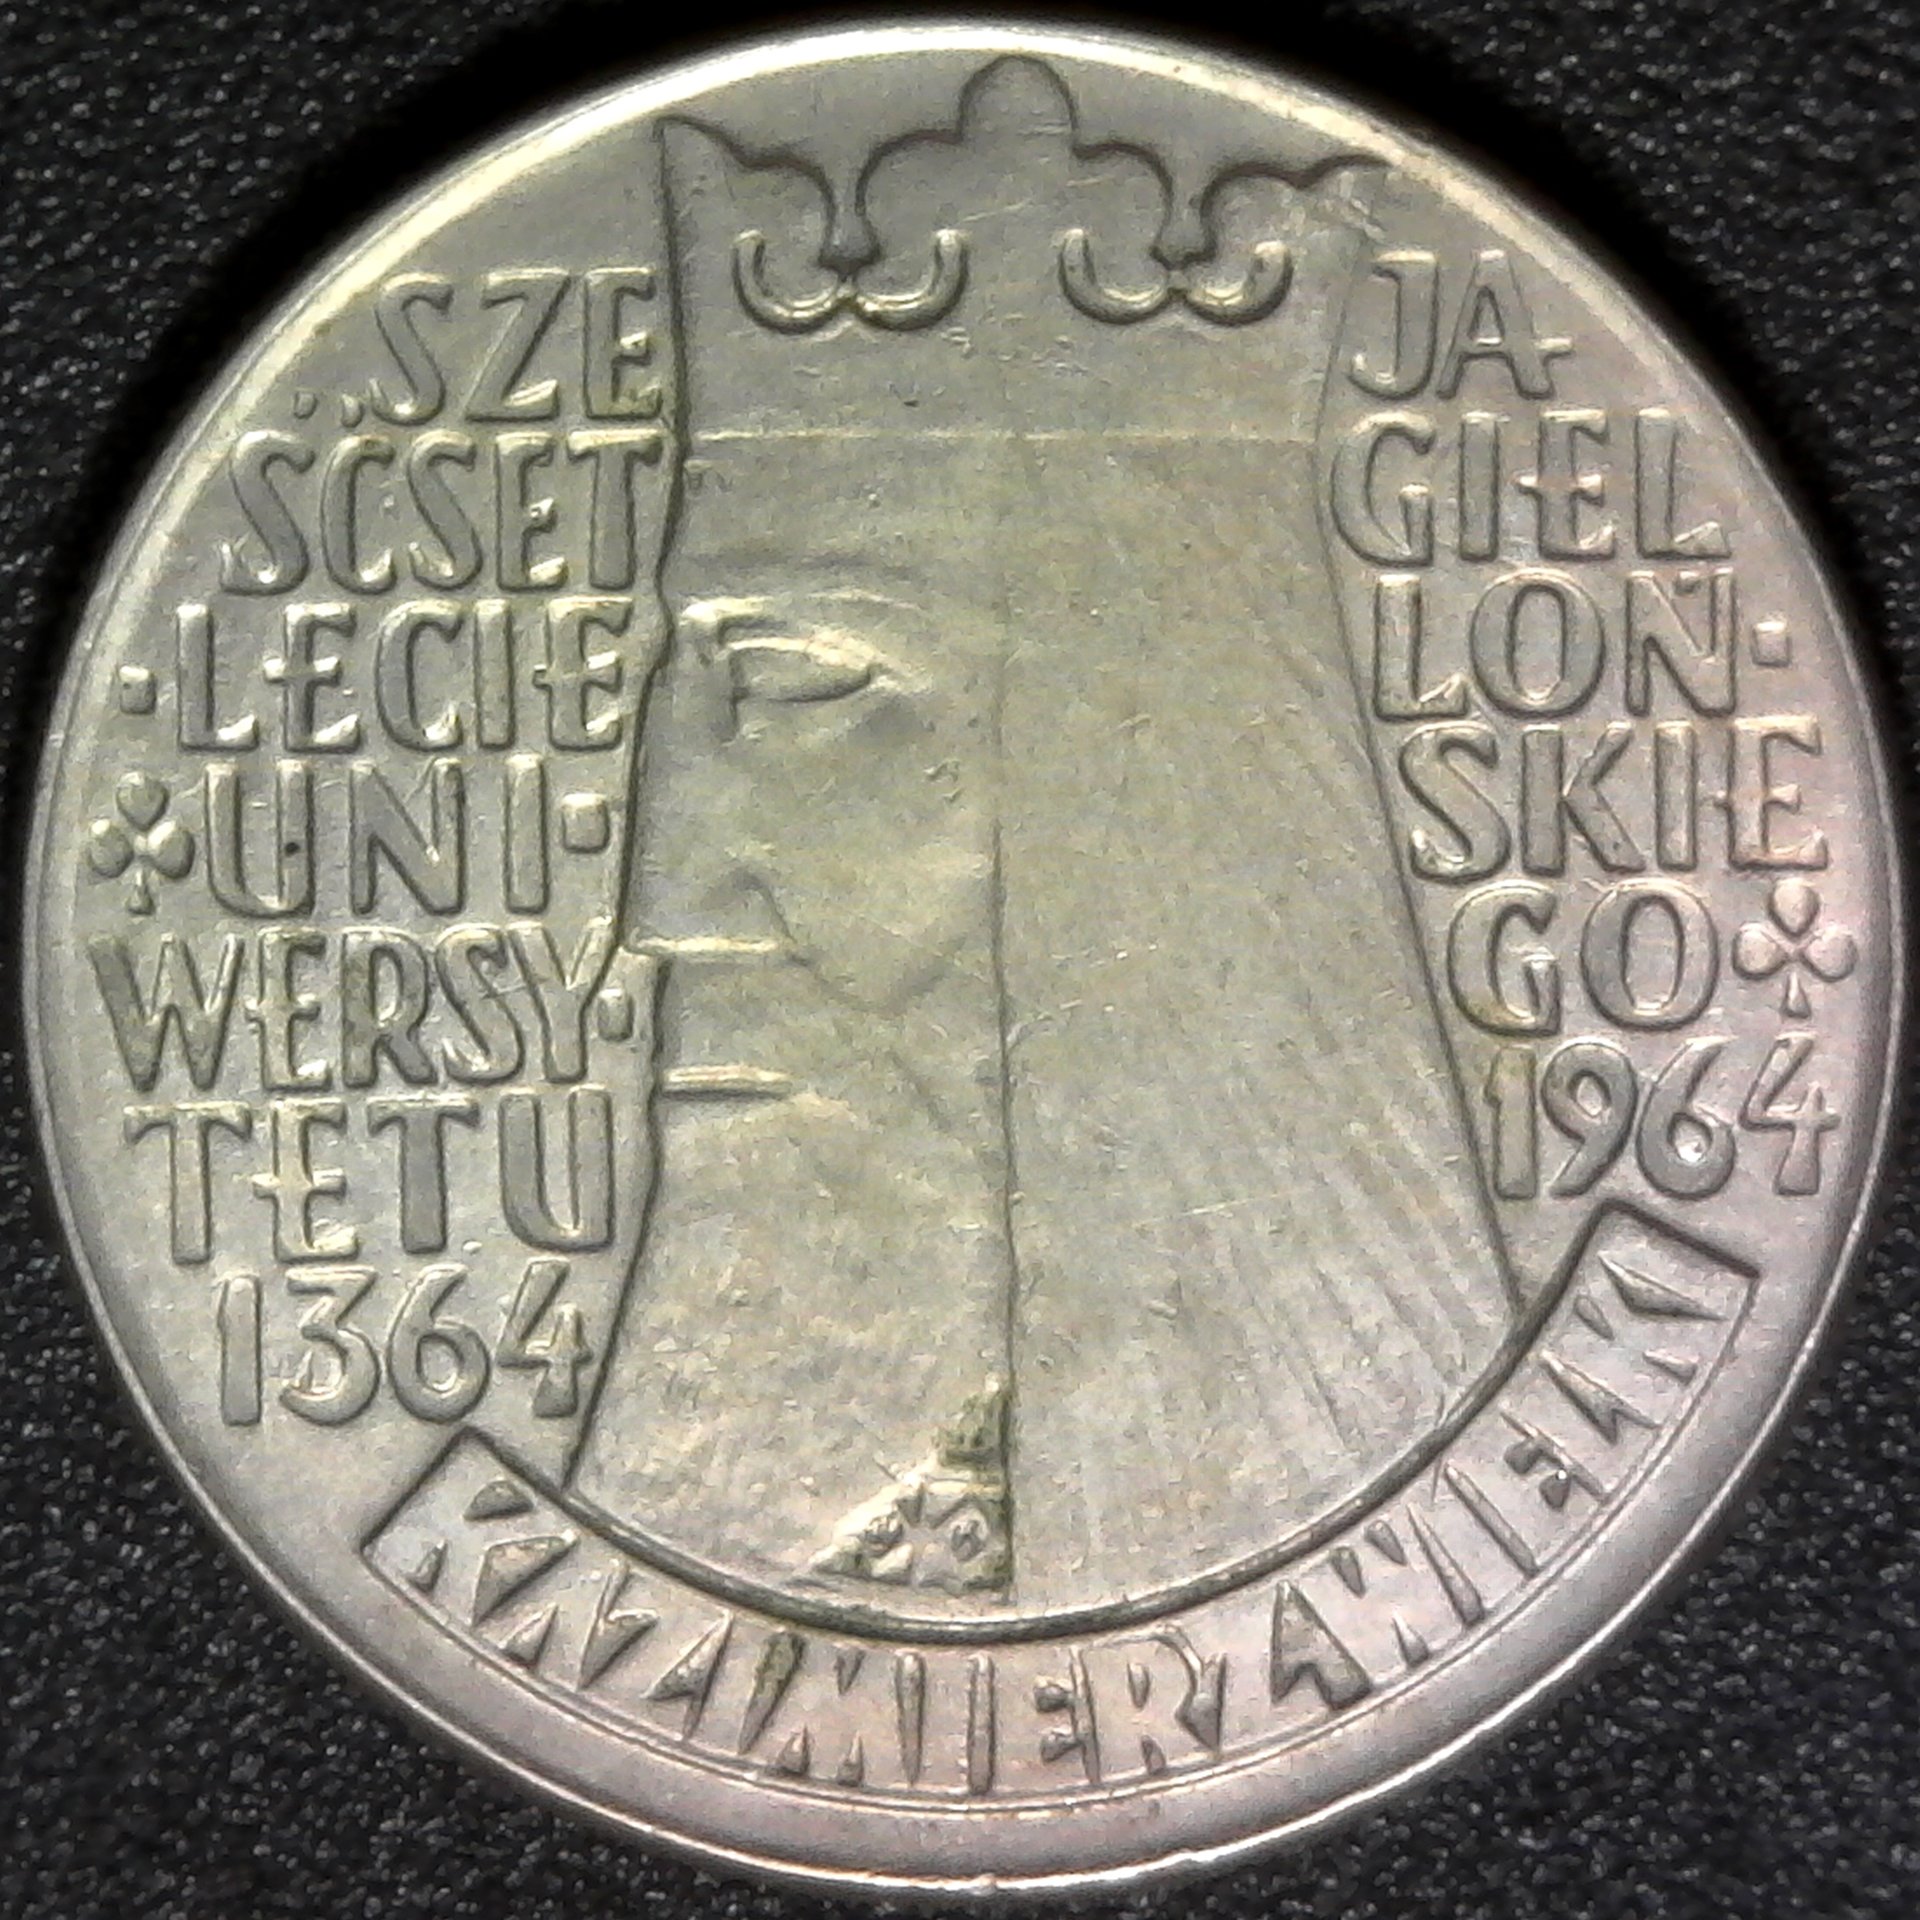 SZE
ŚĆSET
LECIE
UNI
WERSY
TETU
1364
JA-
GIEL
LOŃ
SKIE
GO
1964
KAZIMIERZ WIELKI